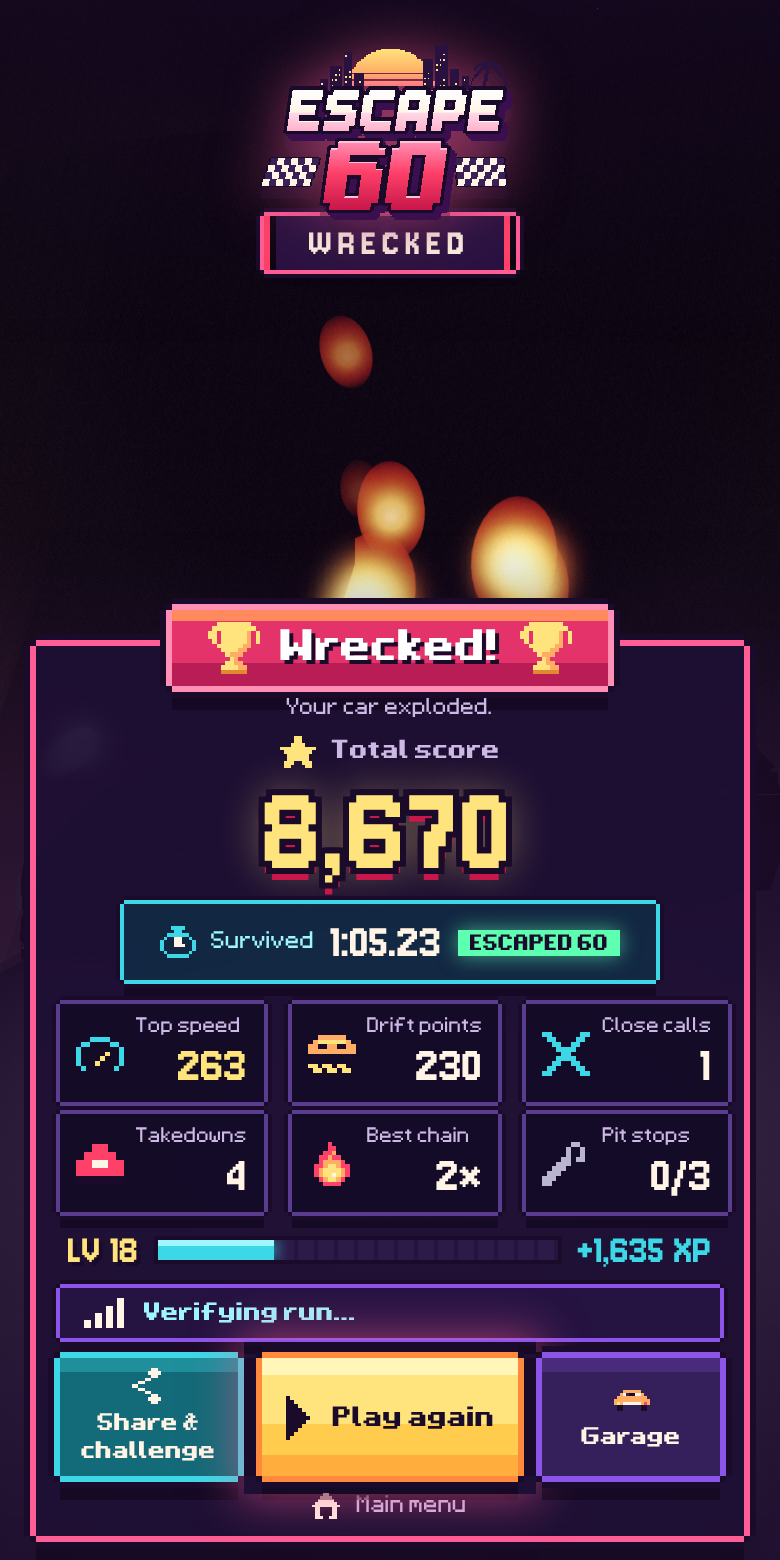 ESCAPE
60
WRECKED
Wrecked!
Your car exploded.
Total score
8,670
Survived 1:05.23 ESCAPED 60
Top speed
263
Drift points
230
Close calls
1
Takedowns
4
Best chain
2×
Pit stops
0/3
LV 18
+1,635 XP
Verifying run...
Share &
challenge
Play again
Garage
Main menu